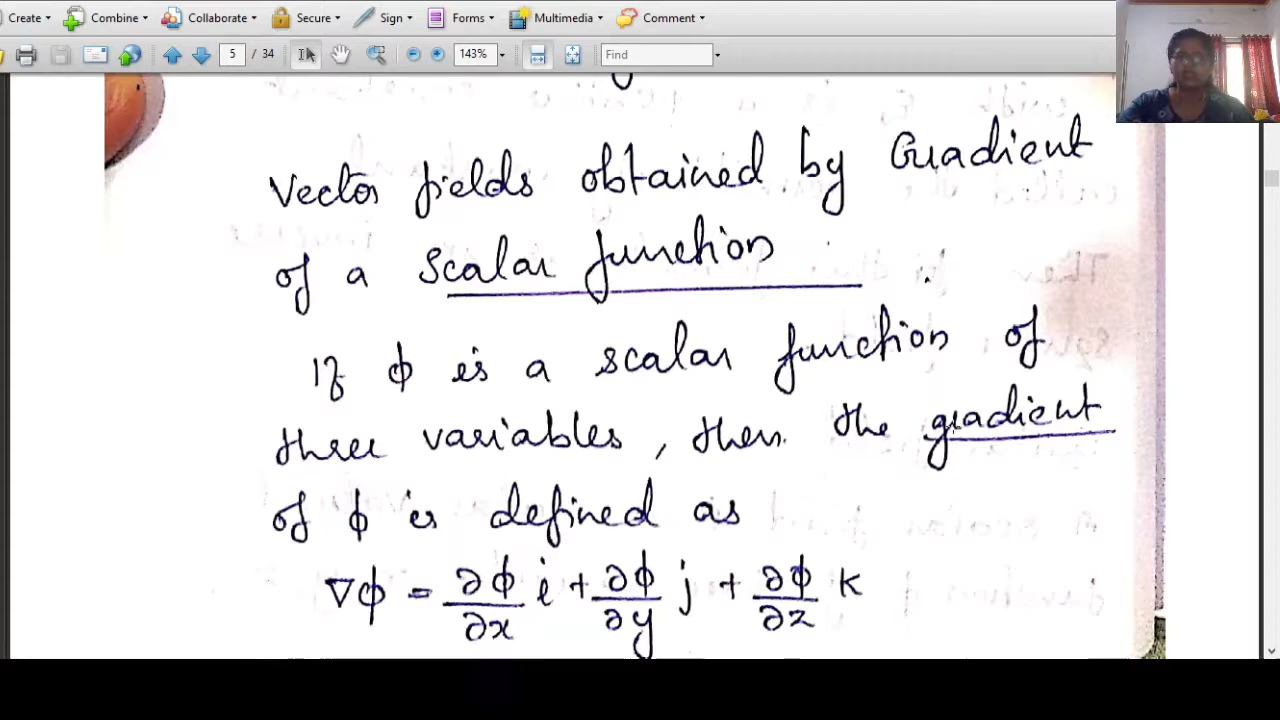 Create Combine Collaborate Secure Sign Forms Multimedia Comment
5 / 34 143% Find
Vector fields obtained by Gradient
of a scalar function
If ϕ is a scalar function of
three variables, then the gradient
of ϕ is defined as
∇ϕ = ∂ϕ/∂x i + ∂ϕ/∂y j + ∂ϕ/∂z k